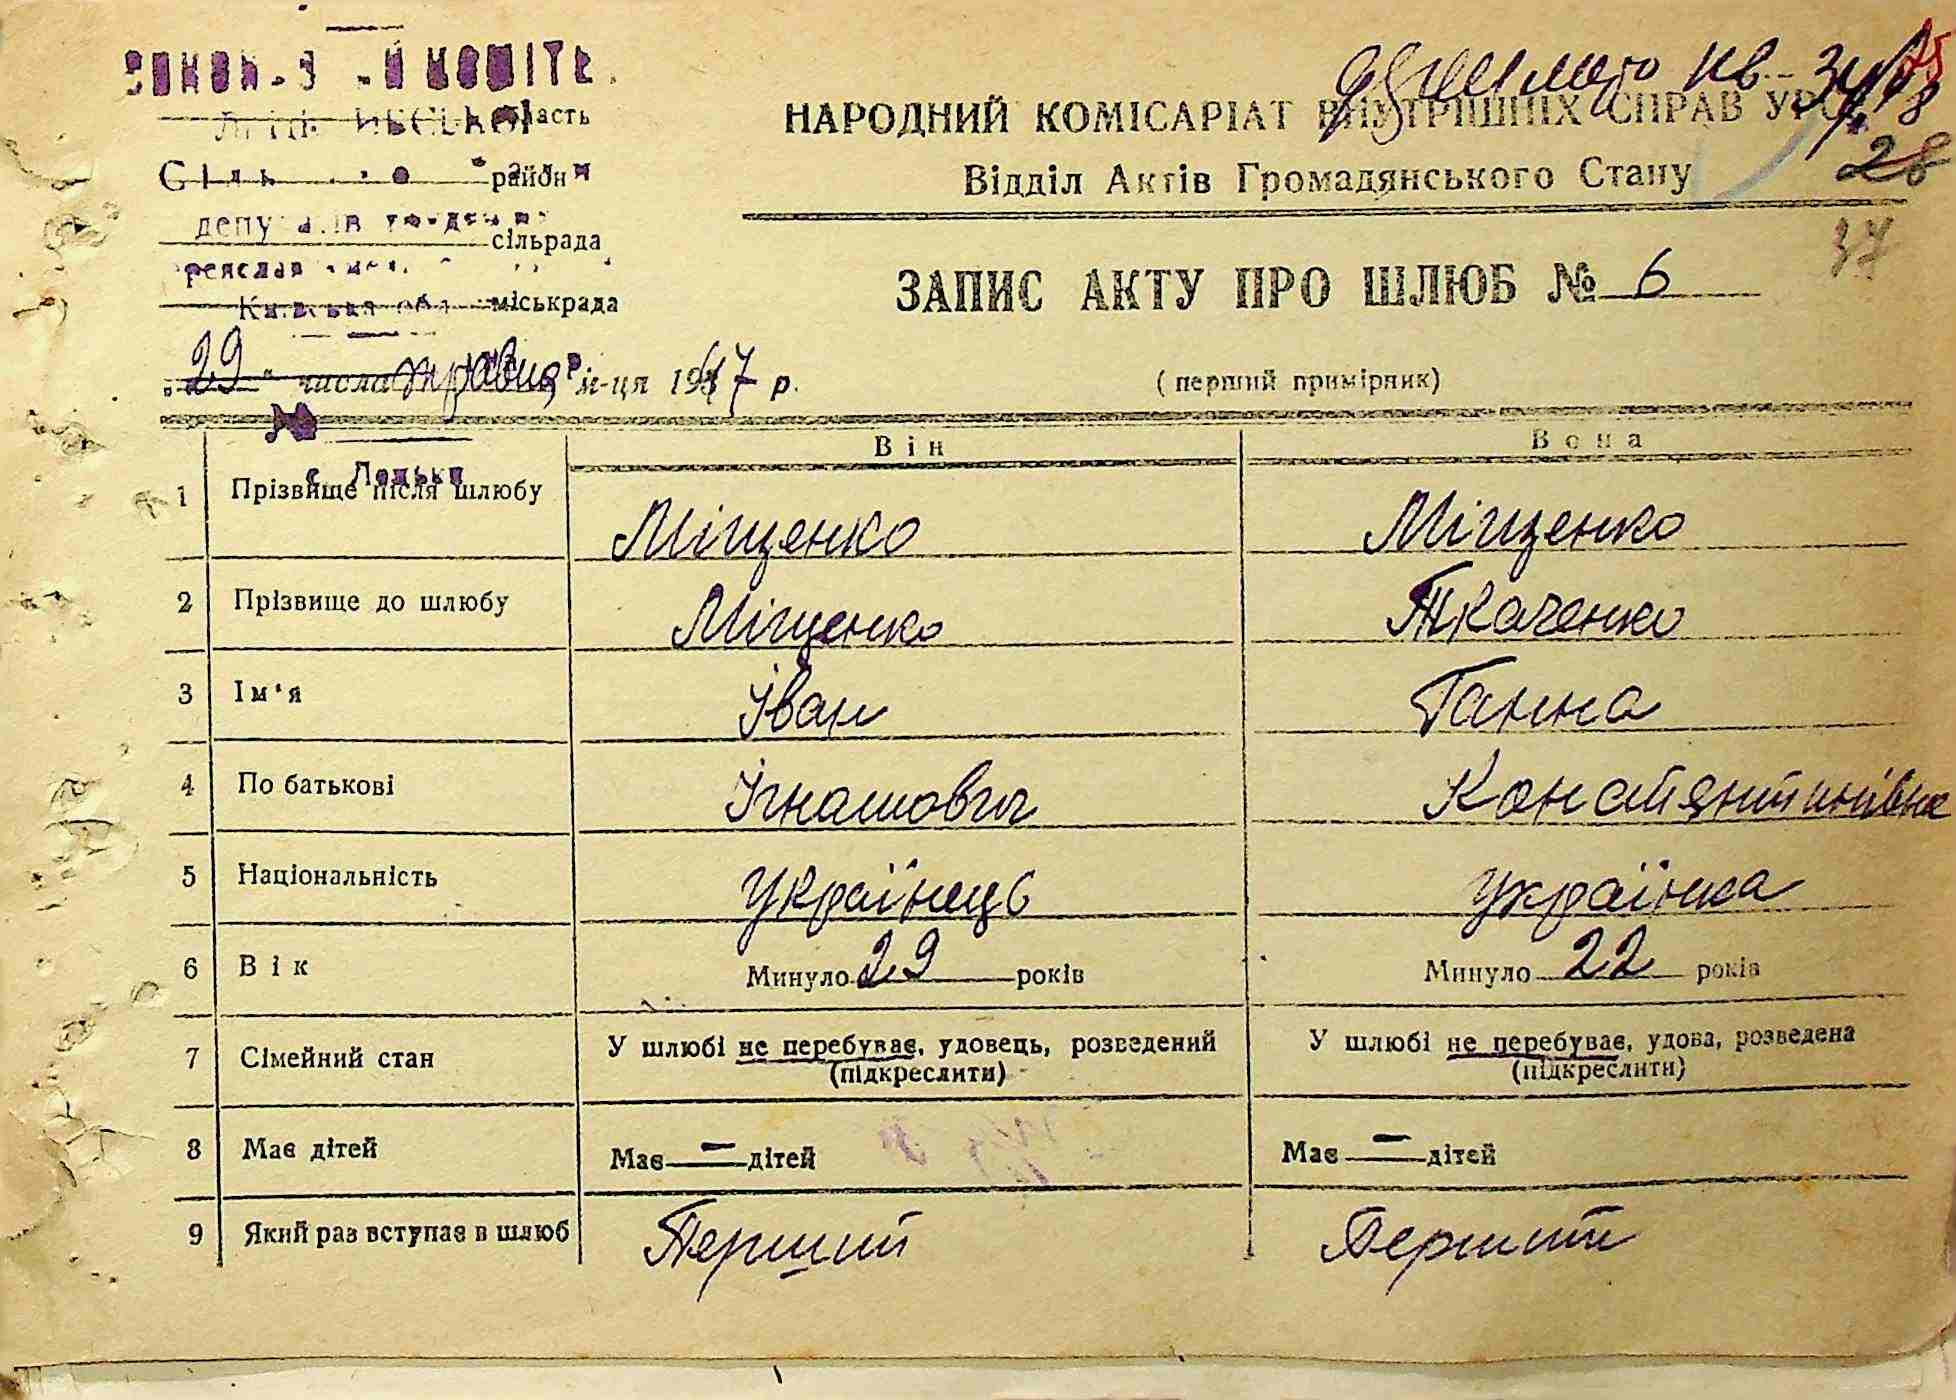 область
район
депу
сільрада
міськрада
НАРОДНИЙ КОМІСАРІАТ ВНУТРІШНІХ СПРАВ УРСР
28
Відділ Актів Громадянського Стану
37
ЗАПИС АКТУ ПРО ШЛЮБ № 6
„29“ числа травня м-ця 1947 р.
(перший примірник)
Він Вона
с.
1 Прізвище після шлюбу Міщенко Міщенко
2 Прізвище до шлюбу Міщенко Ткаченко
3 Ім'я Іван Ганна
4 По батькові Ігнатович Константинівна
5 Національність Українець Українка
6 Вік Минуло 29 років Минуло 22 років
7 Сімейний стан У шлюбі не перебуває, удовець, розведений У шлюбі не перебуває, удова, розведена
(підкреслити) (підкреслити)
8 Має дітей Має — дітей Має — дітей
9 Який раз вступає в шлюб Перший Перший